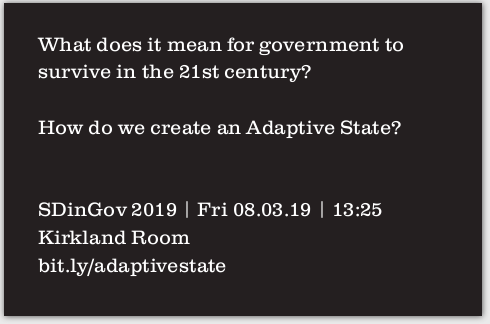 What does it mean for government to
survive in the 21st century?
How do we create an Adaptive State?
SDinGov 2019 | Fri 08.03.19 | 13:25
Kirkland Room
bit.ly/adaptivestate